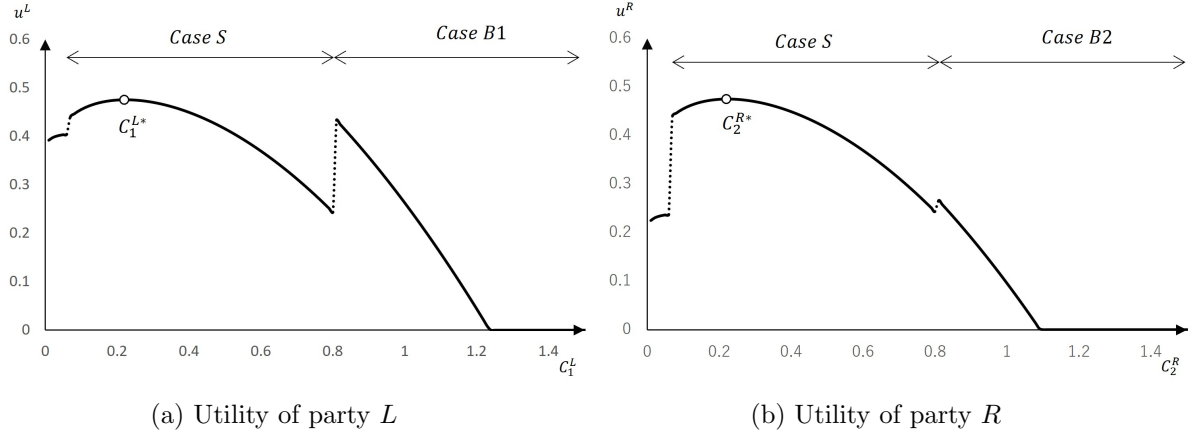 u^L
0.6
0.5
0.4
0.3
0.2
0.1
0
Case S
Case B1
C_1^{L*}
0 0.2 0.4 0.6 0.8 1 1.2 1.4
C_1^L
(a) Utility of party L
u^R
0.6
0.5
0.4
0.3
0.2
0.1
0
Case S
Case B2
C_2^{R*}
0 0.2 0.4 0.6 0.8 1 1.2 1.4
C_2^R
(b) Utility of party R